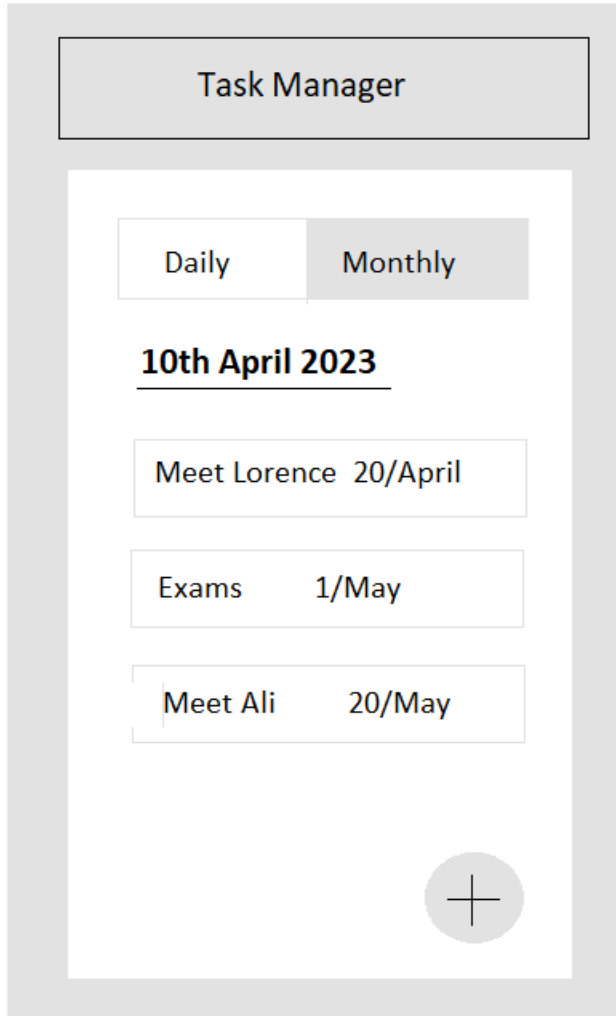 Task Manager
Daily Monthly
10th April 2023
Meet Lorence 20/April
Exams 1/May
Meet Ali 20/May